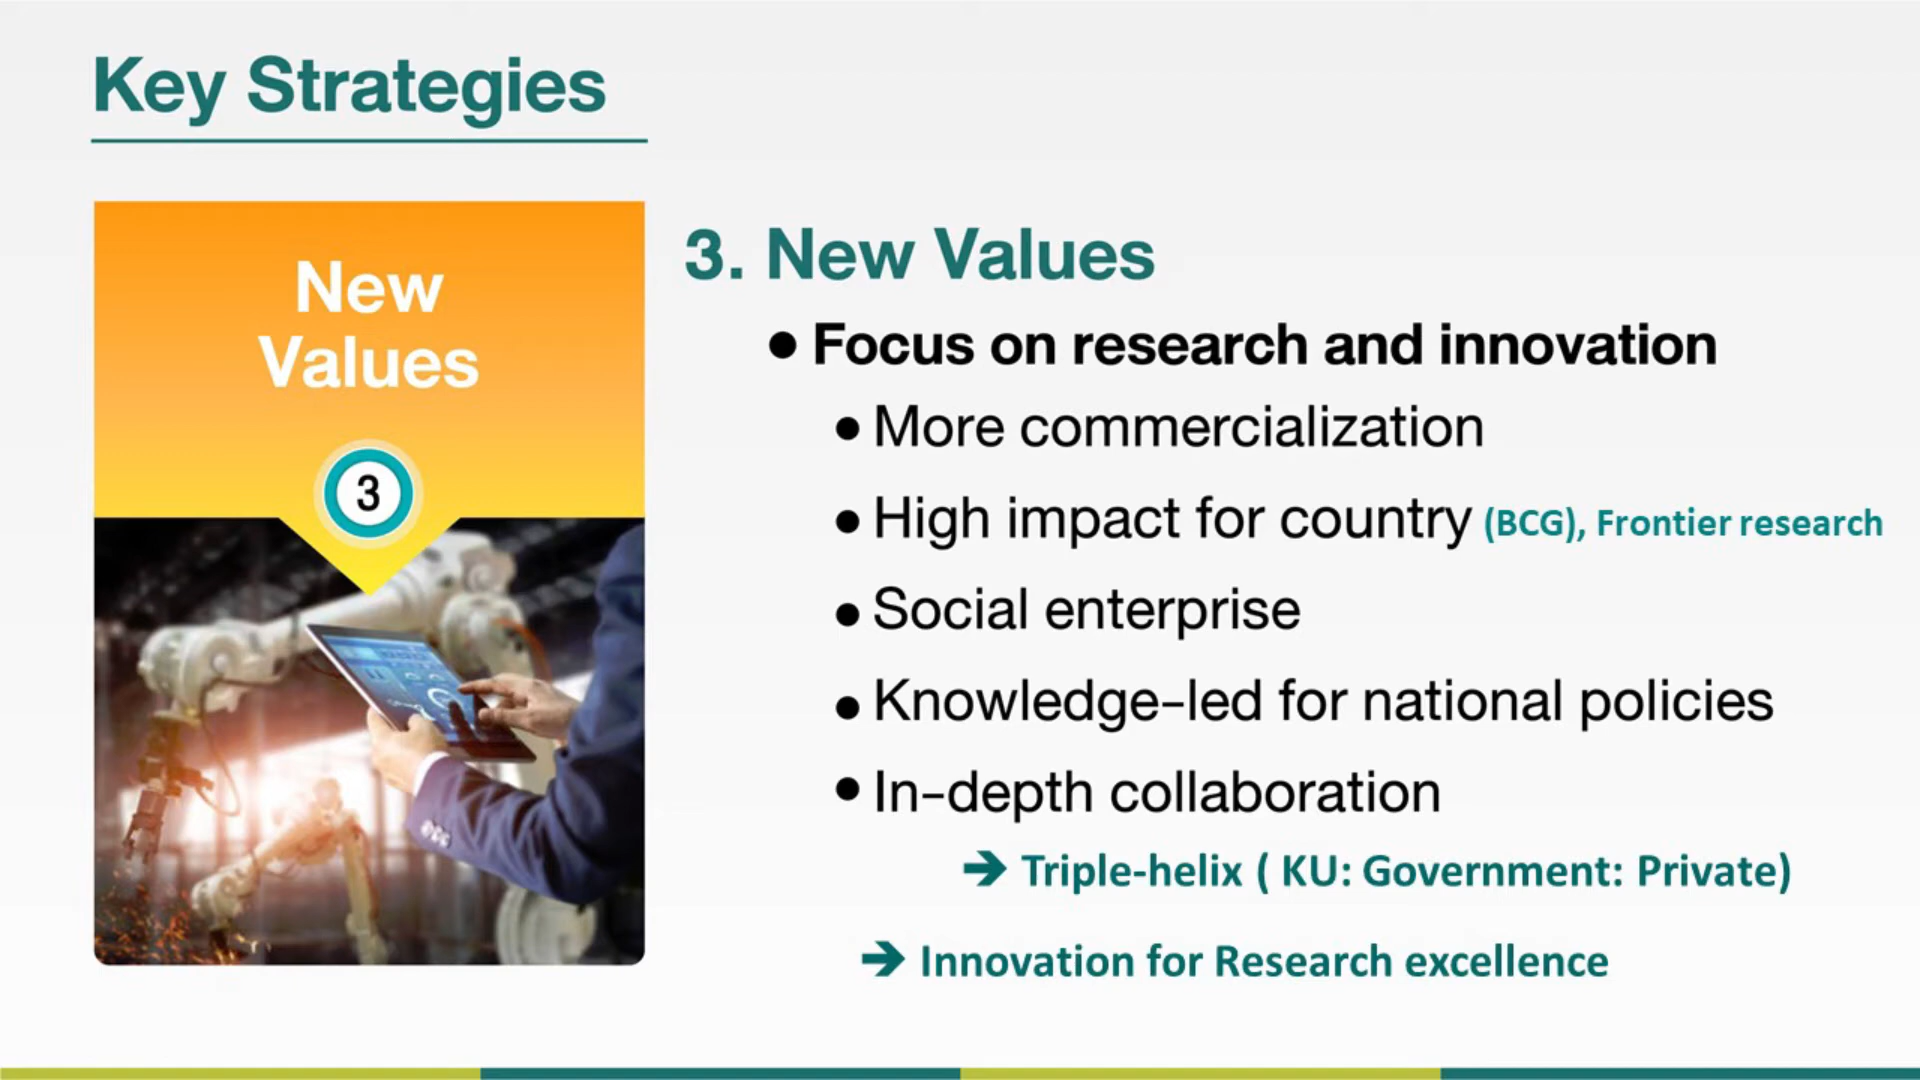 Key Strategies
New
Values
3
3. New Values
• Focus on research and innovation
• More commercialization
• High impact for country (BCG), Frontier research
• Social enterprise
• Knowledge-led for national policies
• In-depth collaboration
➔ Triple-helix ( KU: Government: Private)
➔ Innovation for Research excellence